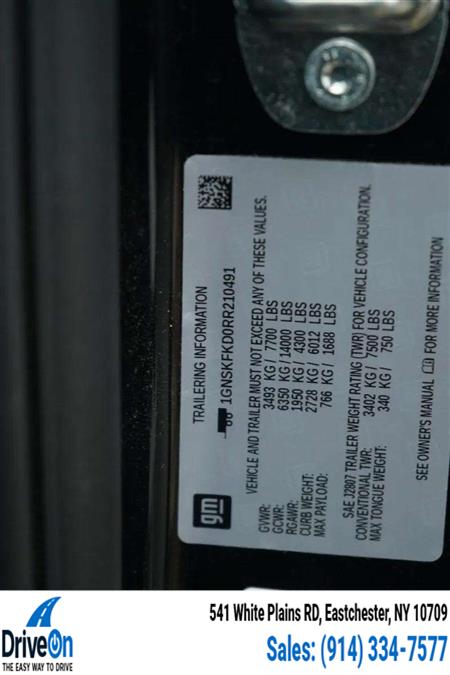 TRAILERING INFORMATION
1GNSKFKD0RR210491
VEHICLE AND TRAILER MUST NOT EXCEED ANY OF THESE VALUES.
GVWR: 3493 KG/ 7700 LBS
GCWR: 6350 KG/ 14000 LBS
RGAWR: 1950 KG/ 4300 LBS
CURB WEIGHT: 2728 KG/ 6012 LBS
MAX PAYLOAD: 766 KG/ 1688 LBS
SAE J2807 TRAILER WEIGHT RATING (TWR) FOR VEHICLE CONFIGURATION.
CONVENTIONAL TWR: 3402 KG/ 7500 LBS
MAX TONGUE WEIGHT: 340 KG/ 750 LBS
SEE OWNER'S MANUAL FOR MORE INFORMATION
gm
DriveOn
THE EASY WAY TO DRIVE
541 White Plains RD, Eastchester, NY 10709
Sales: (914) 334-7577